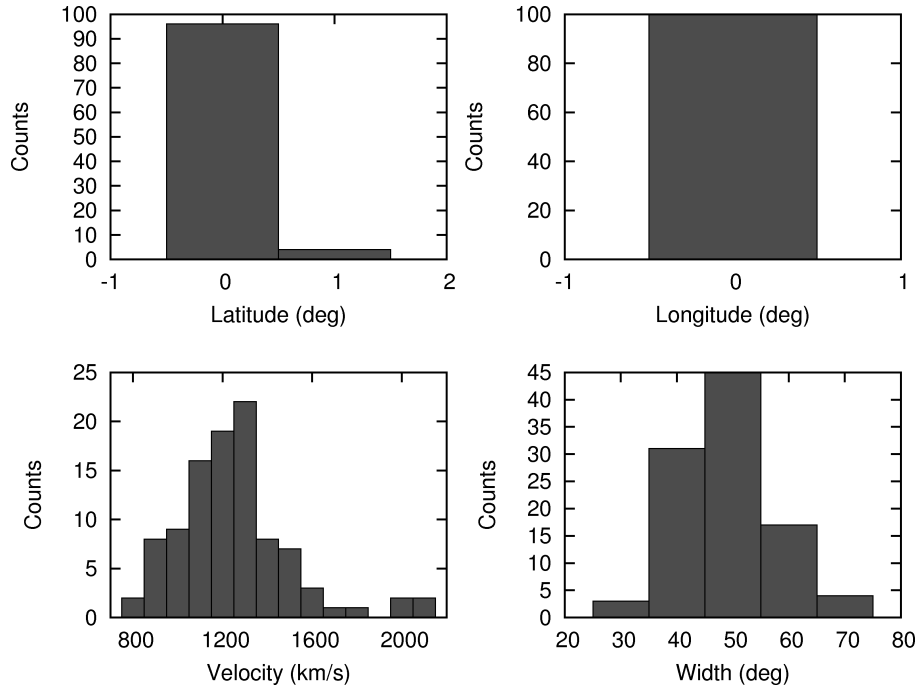 100
90
80
70
60
50
40
30
20
10
0
Counts
-1 0 1 2
Latitude (deg)
100
80
60
40
20
0
Counts
-1 0 1
Longitude (deg)
25
20
15
10
5
0
Counts
800 1200 1600 2000
Velocity (km/s)
45
40
35
30
25
20
15
10
5
0
Counts
20 30 40 50 60 70 80
Width (deg)